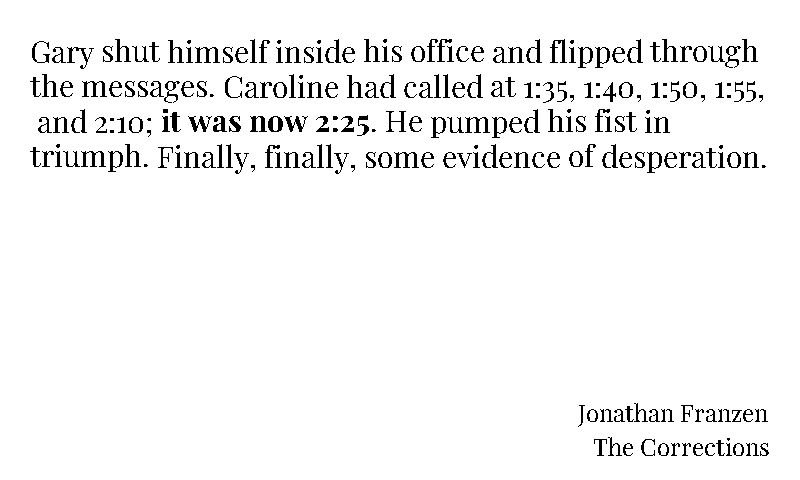 Gary shut himself inside his office and flipped through
the messages. Caroline had called at 1:35, 1:40, 1:50, 1:55,
and 2:10; it was now 2:25. He pumped his fist in
triumph. Finally, finally, some evidence of desperation.
Jonathan Franzen
The Corrections